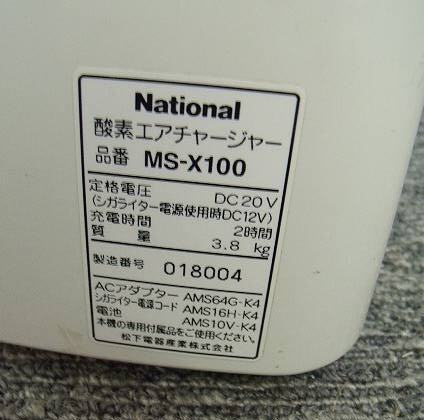 National
酸素エアチャージャー
品番 MS-X100
定格電圧 DC20V
(シガライター電源使用時DC12V)
充電時間 2時間
質量 3.8 kg
製造番号 018004
ACアダプター AMS64G-K4
シガライター電源コード AMS16H-K4
電池 AMS10V-K4
本機の専用付属品をご使用ください。
松下電器産業株式会社